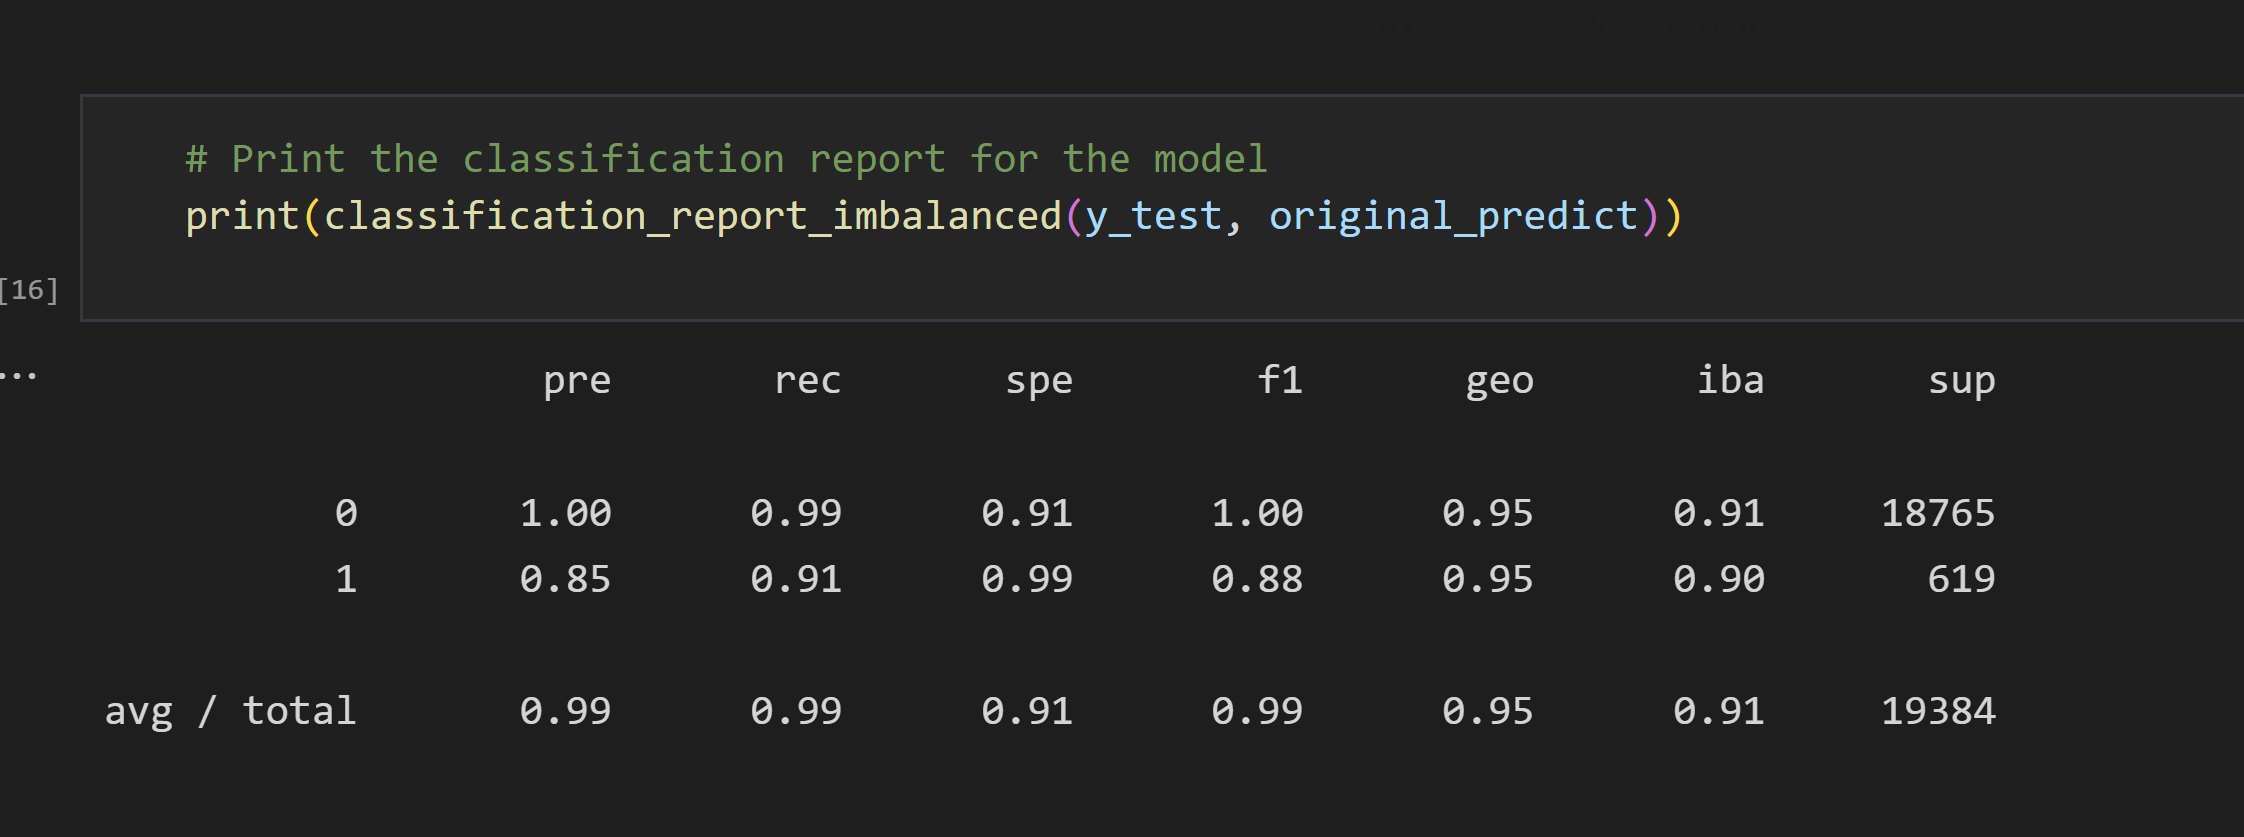 Code Markdown
# Print the classification report for the model
print(classification_report_imbalanced(y_test, original_predict))
[16]
...
pre rec spe f1 geo iba sup
0 1.00 0.99 0.91 1.00 0.95 0.91 18765
1 0.85 0.91 0.99 0.88 0.95 0.90 619
avg / total 0.99 0.99 0.91 0.99 0.95 0.91 19384